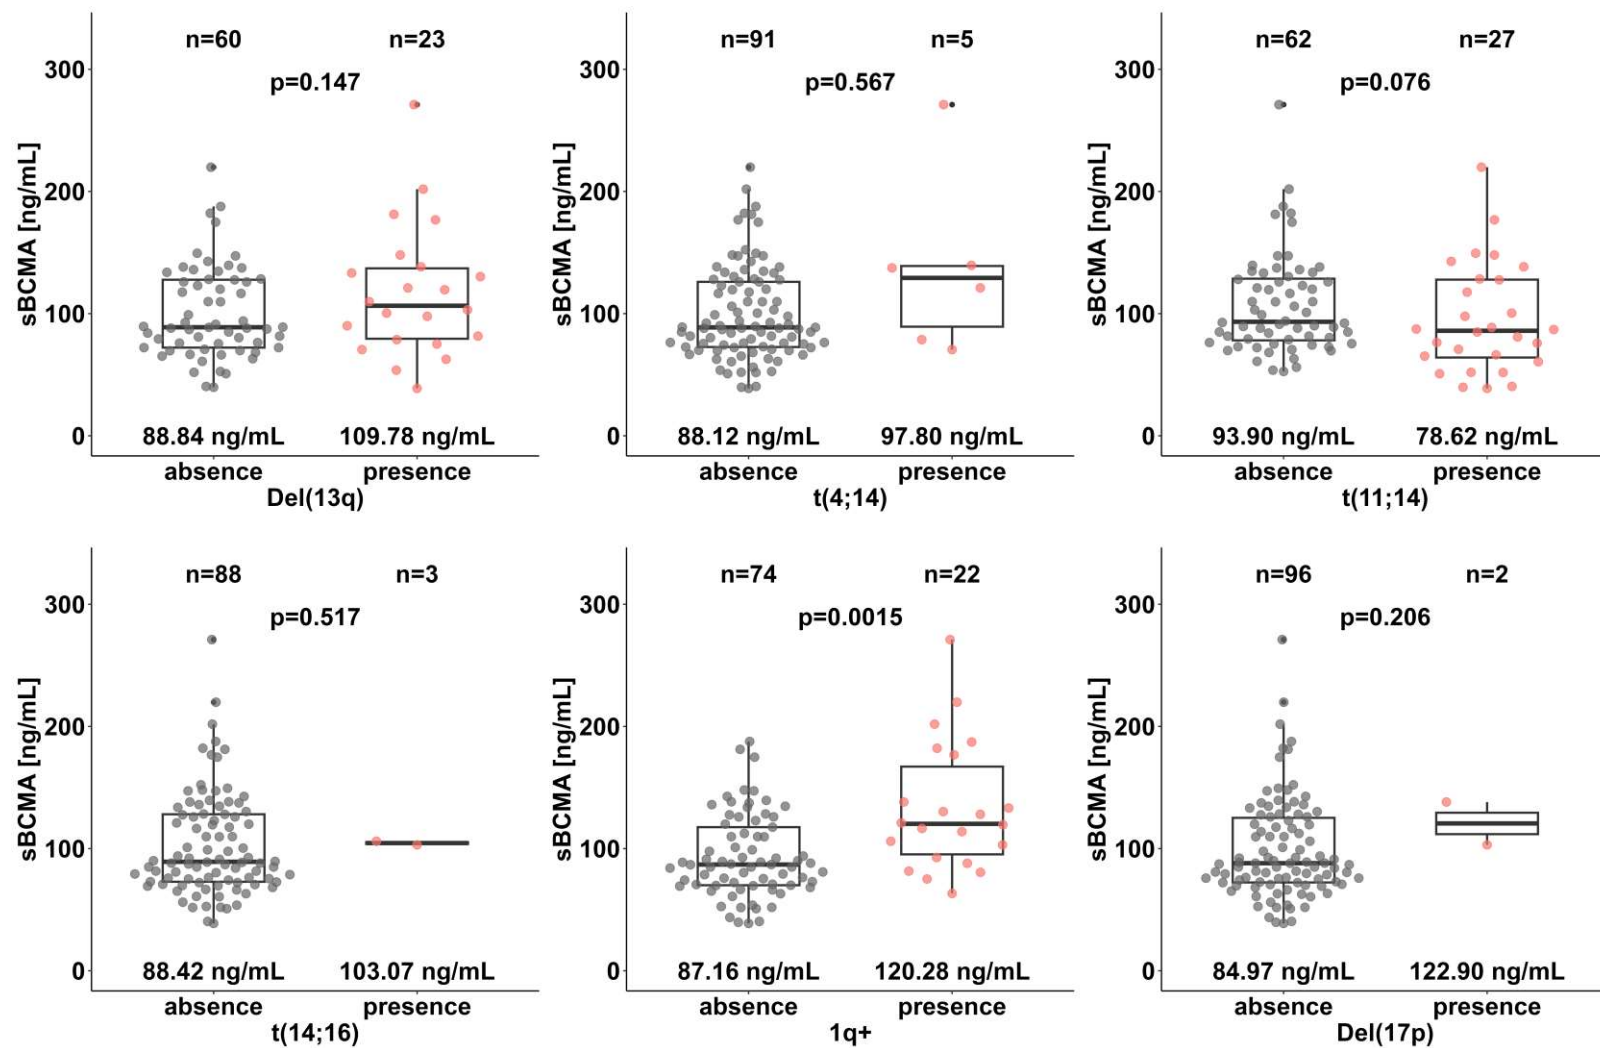 n=60 n=23
p=0.147
300
200
100
0
sBCMA [ng/mL]
88.84 ng/mL 109.78 ng/mL
absence presence
Del(13q)
n=91 n=5
p=0.567
300
200
100
0
sBCMA [ng/mL]
88.12 ng/mL 97.80 ng/mL
absence presence
t(4;14)
n=62 n=27
p=0.076
300
200
100
0
sBCMA [ng/mL]
93.90 ng/mL 78.62 ng/mL
absence presence
t(11;14)
n=88 n=3
p=0.517
300
200
100
0
sBCMA [ng/mL]
88.42 ng/mL 103.07 ng/mL
absence presence
t(14;16)
n=74 n=22
p=0.0015
300
200
100
0
sBCMA [ng/mL]
87.16 ng/mL 120.28 ng/mL
absence presence
1q+
n=96 n=2
p=0.206
300
200
100
0
sBCMA [ng/mL]
84.97 ng/mL 122.90 ng/mL
absence presence
Del(17p)